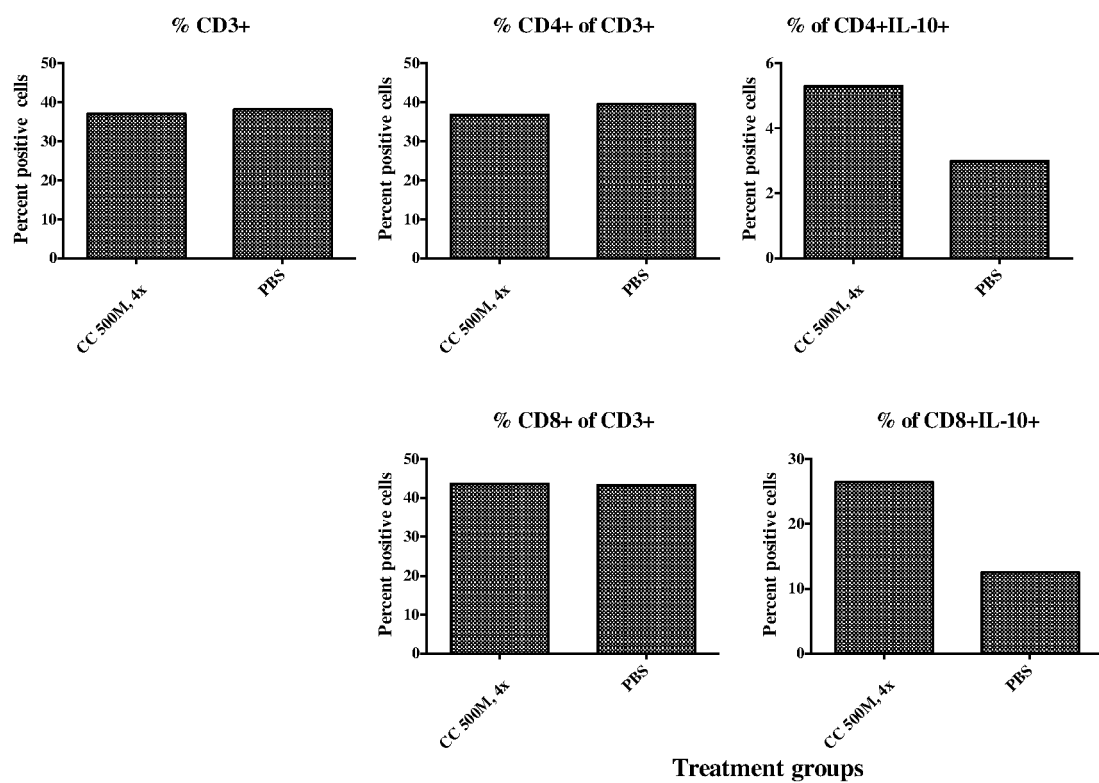 % CD3+
% CD4+ of CD3+
% of CD4+IL-10+
Percent positive cells
50
40
30
20
10
0
CC 500M, 4x
PBS
Percent positive cells
50
40
30
20
10
0
CC 500M, 4x
PBS
Percent positive cells
6
4
2
0
CC 500M, 4x
PBS
% CD8+ of CD3+
% of CD8+IL-10+
Percent positive cells
50
40
30
20
10
0
CC 500M, 4x
PBS
Percent positive cells
30
20
10
0
CC 500M, 4x
PBS
Treatment groups